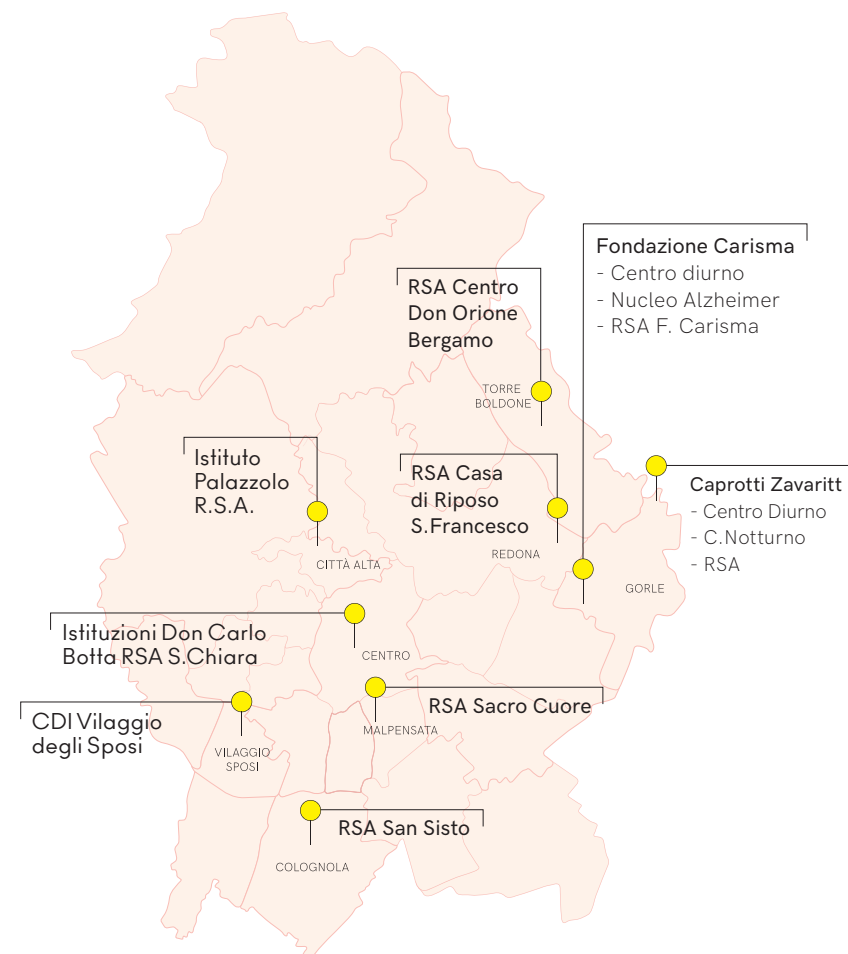 Fondazione Carisma
- Centro diurno
- Nucleo Alzheimer
- RSA F. Carisma
RSA Centro
Don Orione
Bergamo
TORRE
BOLDONE
Istituto
Palazzolo
R.S.A.
RSA Casa
di Riposo
S.Francesco
Caprotti Zavaritt
- Centro Diurno
- C.Notturno
- RSA
REDONA
CITTÀ ALTA
GORLE
Istituzioni Don Carlo
Botta RSA S.Chiara
CENTRO
RSA Sacro Cuore
CDI Vilaggio
degli Sposi
MALPENSATA
VILAGGIO
SPOSI
RSA San Sisto
COLOGNOLA